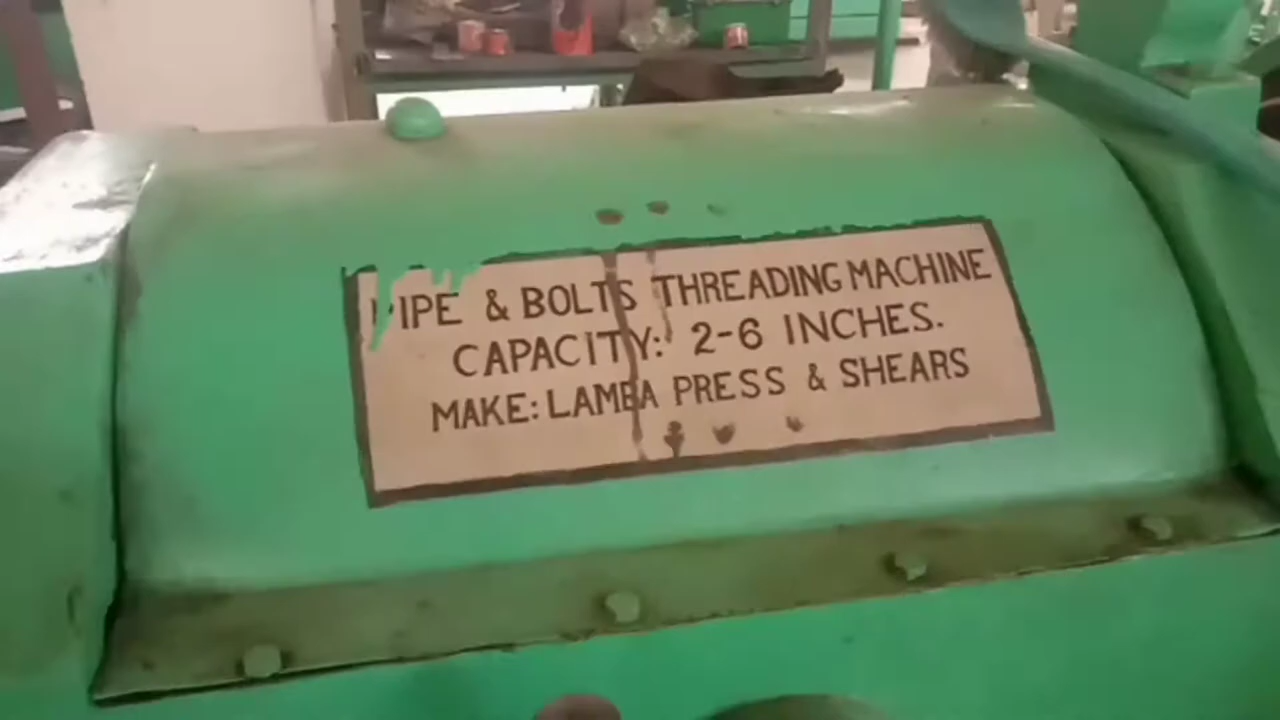 PIPE & BOLTS THREADING MACHINE
CAPACITY: 2-6 INCHES.
MAKE: LAMBA PRESS & SHEARS